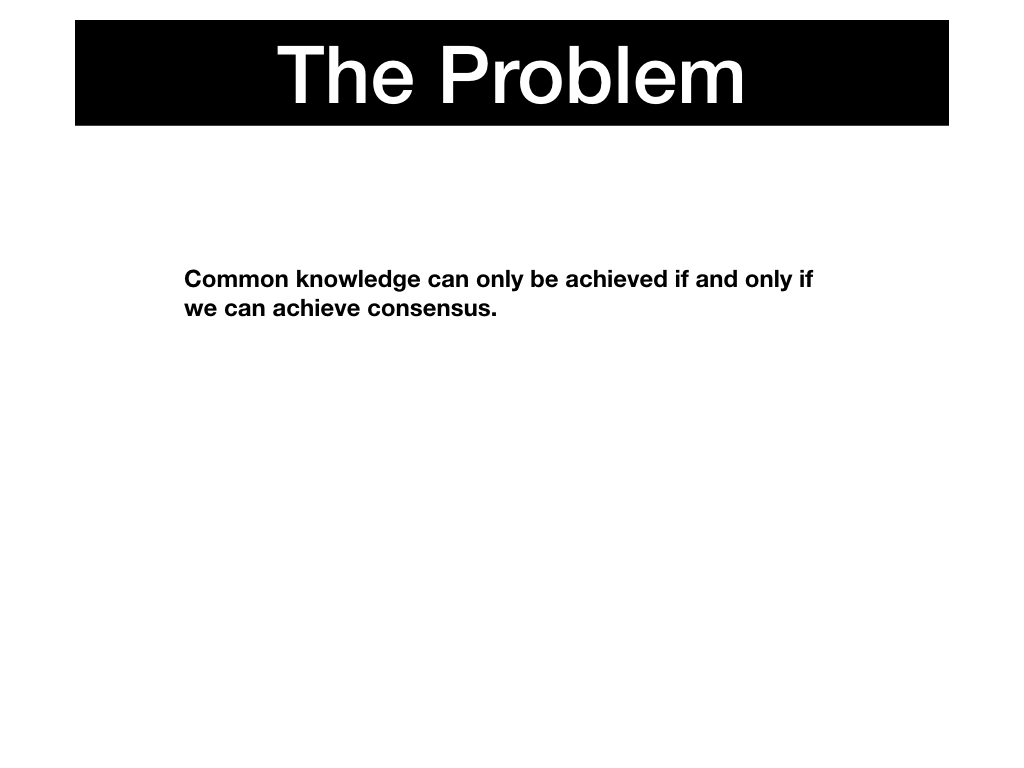 The Problem
Common knowledge can only be achieved if and only if
we can achieve consensus.